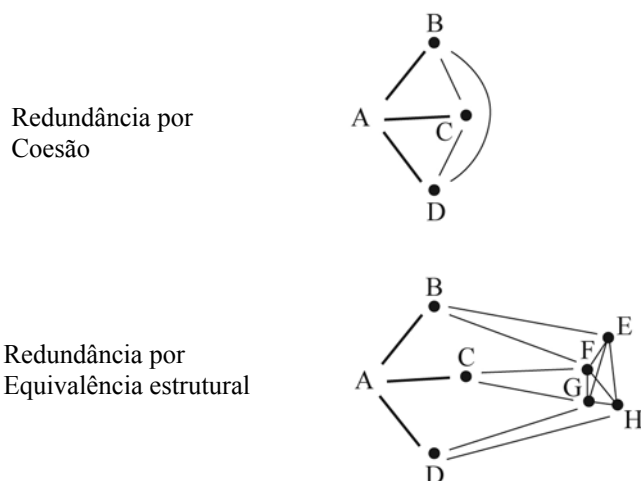 B
Redundância por
Coesão
A
C
D
B
E
Redundância por
Equivalência estrutural
A
C
F
G
H
D